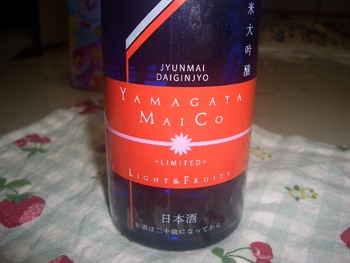 米大吟醸
JYUNMAI
DAIGINJYO
YAMAGATA
MAICO
-LIMITED-
LIGHT & FRUITY
日本酒
お酒は二十歳になってから